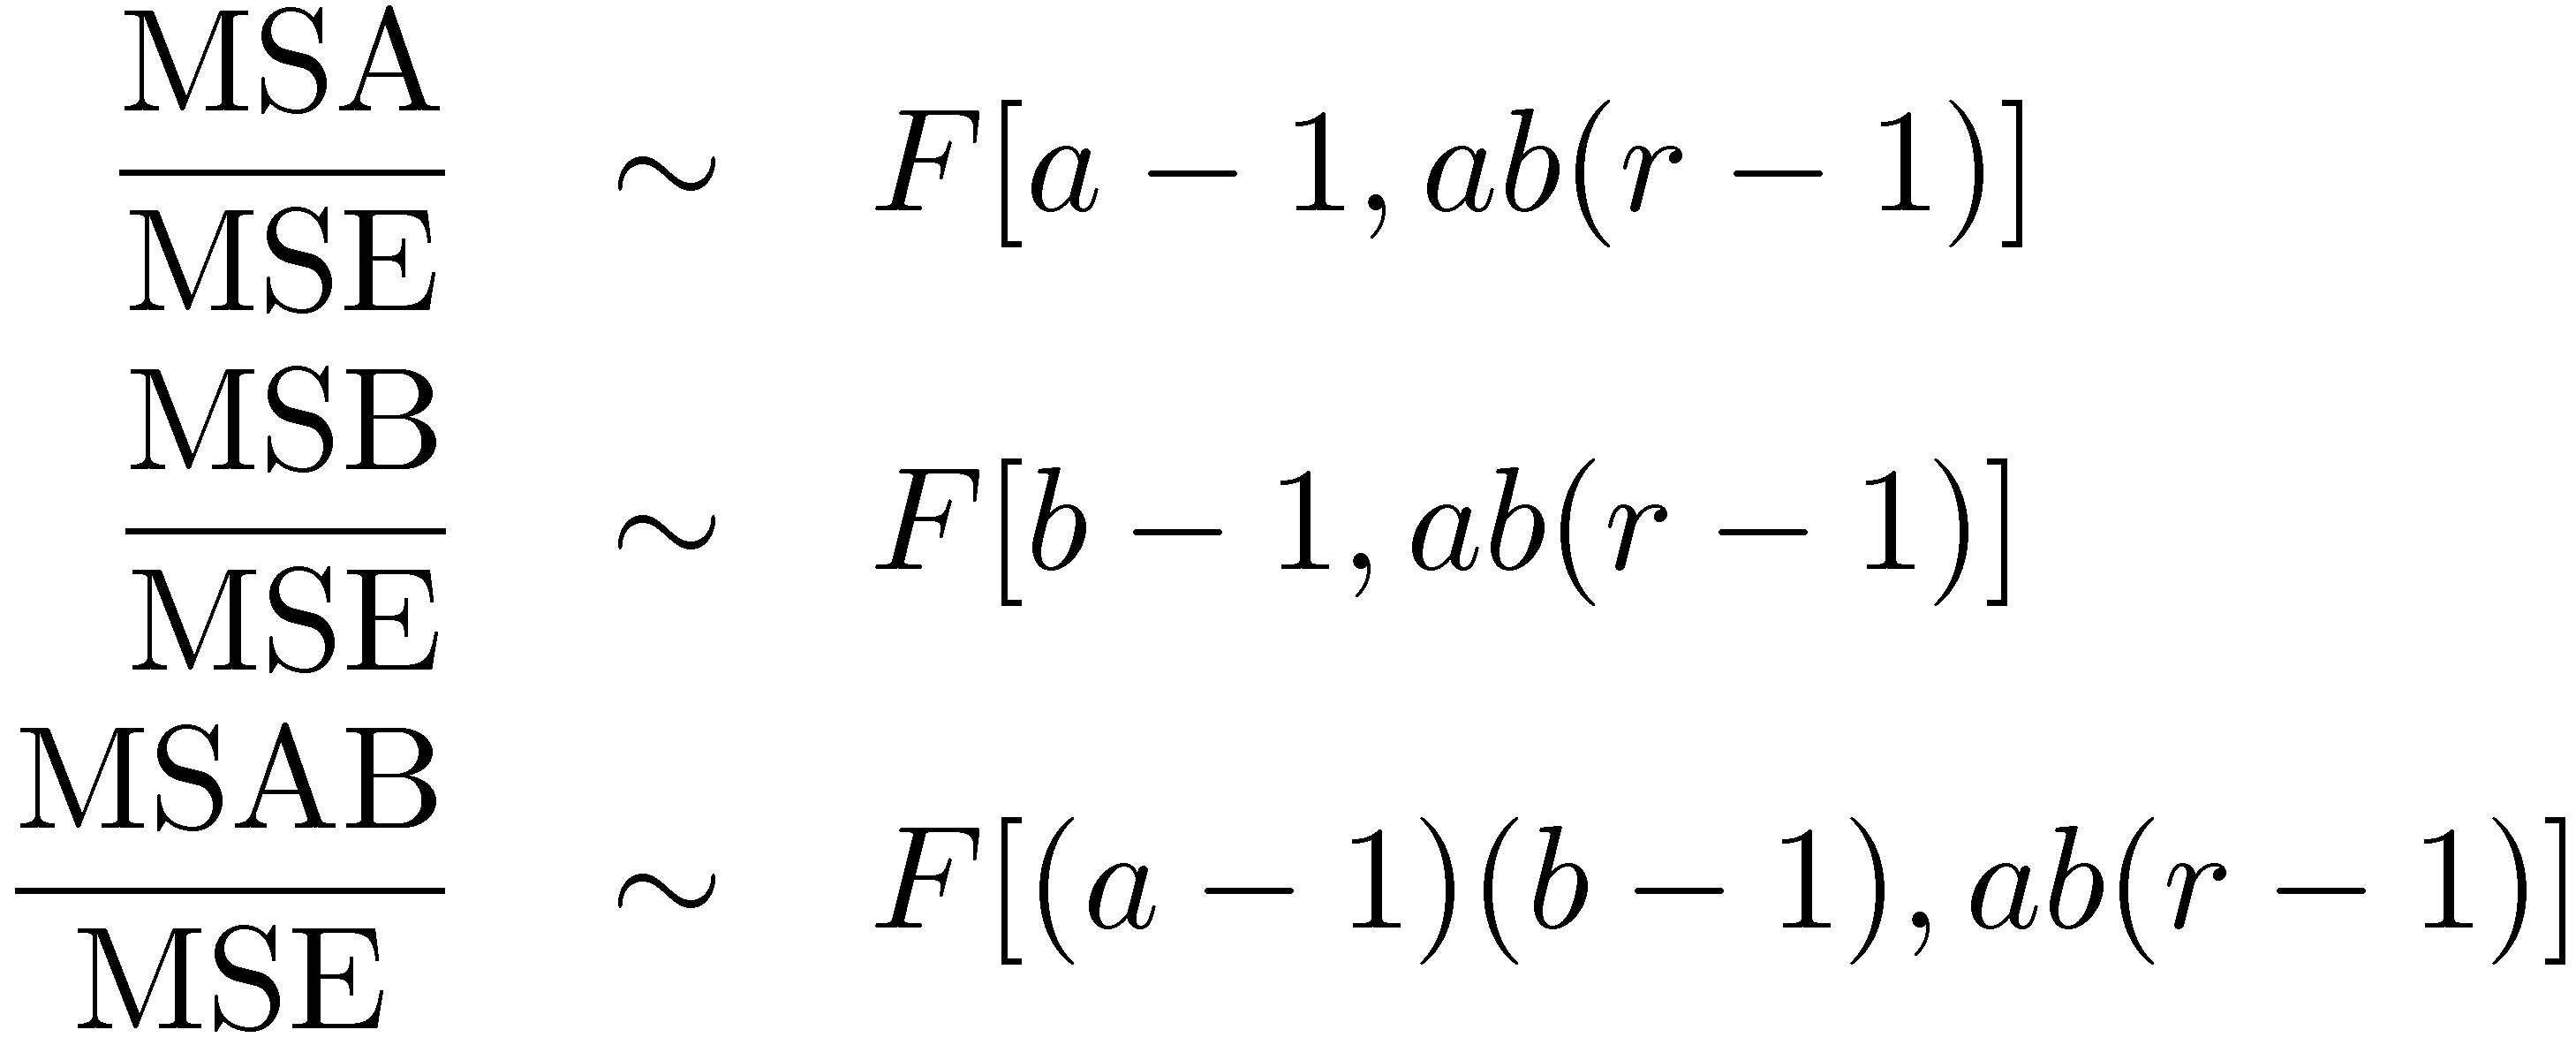 MSA
MSE ∼ F[a − 1, ab(r − 1)]
MSB
MSE ∼ F[b − 1, ab(r − 1)]
MSAB
MSE ∼ F[(a − 1)(b − 1), ab(r − 1)]